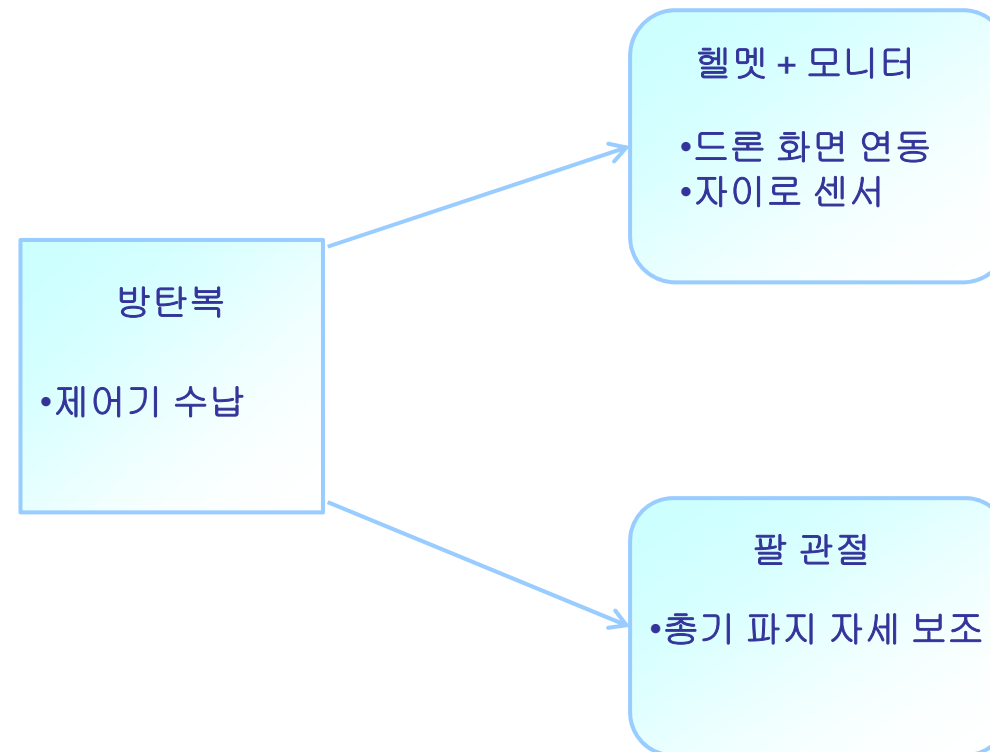 헬멧 + 모니터
•드론 화면 연동
•자이로 센서
방탄복
•제어기 수납
팔 관절
•총기 파지 자세 보조